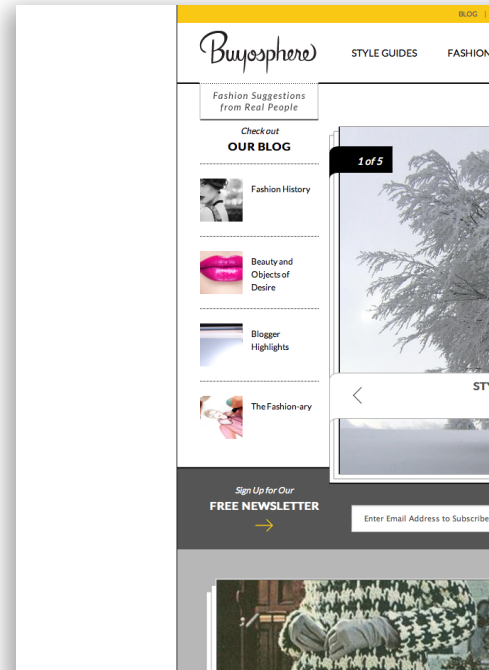 BLOG |
Buyosphere
STYLE GUIDES
FASHION
Fashion Suggestions
from Real People
Check out
OUR BLOG
1 of 5
Fashion History
Beauty and
Objects of
Desire
Blogger
Highlights
The Fashion-ary
STY
Sign Up for Our
FREE NEWSLETTER
Enter Email Address to Subscribe